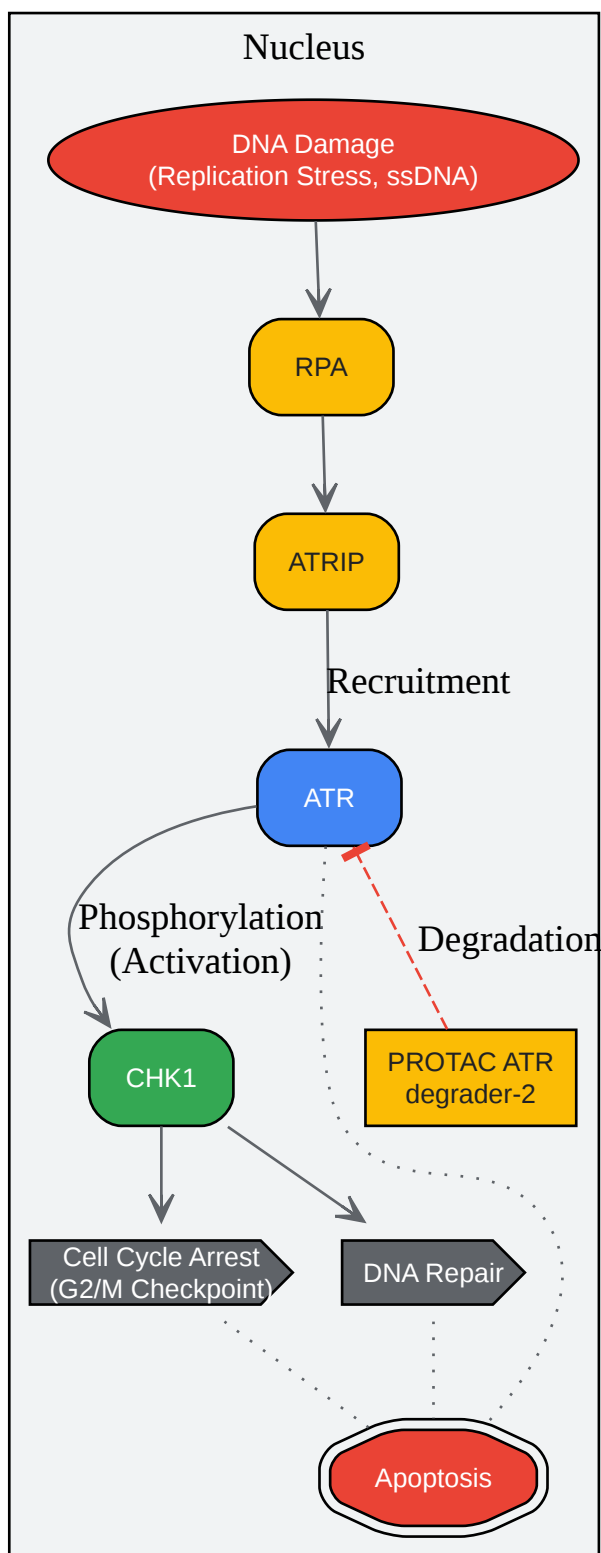 Nucleus
DNA Damage
(Replication Stress, ssDNA)
RPA
ATRIP
Recruitment
ATR
Phosphorylation
(Activation)
Degradation
PROTAC ATR
degrader-2
CHK1
Cell Cycle Arrest
(G2/M Checkpoint)
DNA Repair
Apoptosis